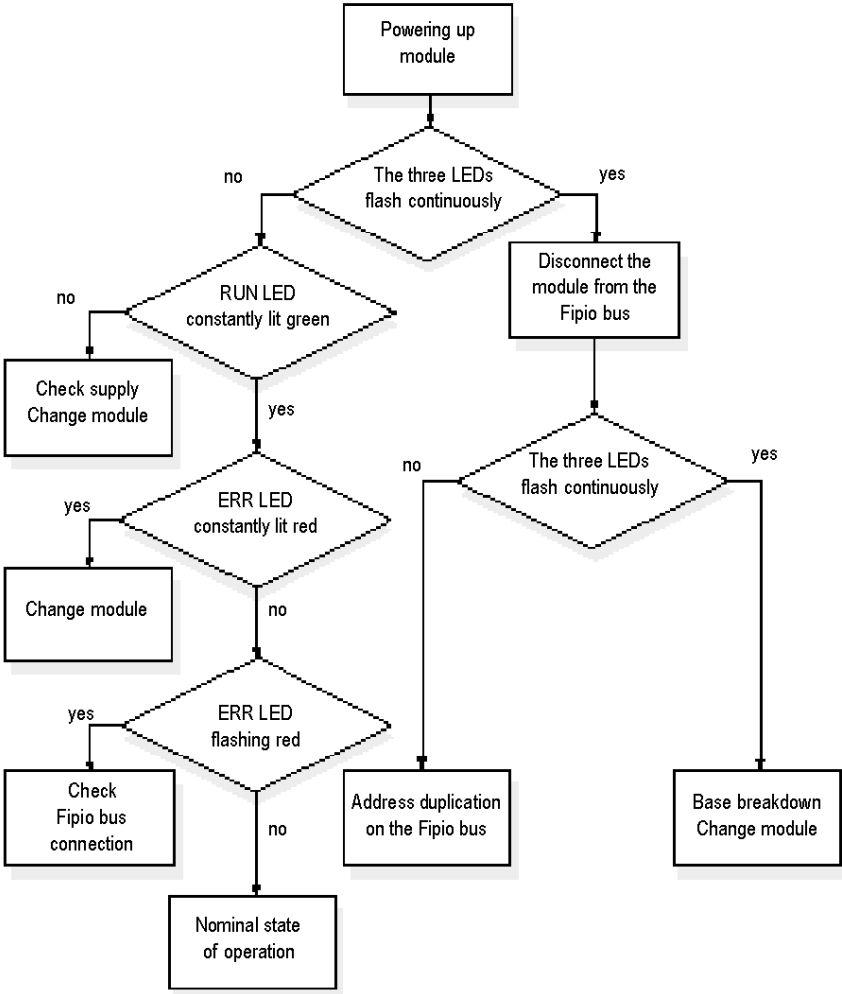 Powering up
module
The three LEDs
flash continuously
no
yes
Disconnect the
module from the
Fipio bus
RUN LED
constantly lit green
no
Check supply
Change module
yes
The three LEDs
flash continuously
no
yes
ERR LED
constantly lit red
yes
Change module
no
ERR LED
flashing red
yes
Check
Fipio bus
connection
Address duplication
on the Fipio bus
Base breakdown
Change module
no
Nominal state
of operation